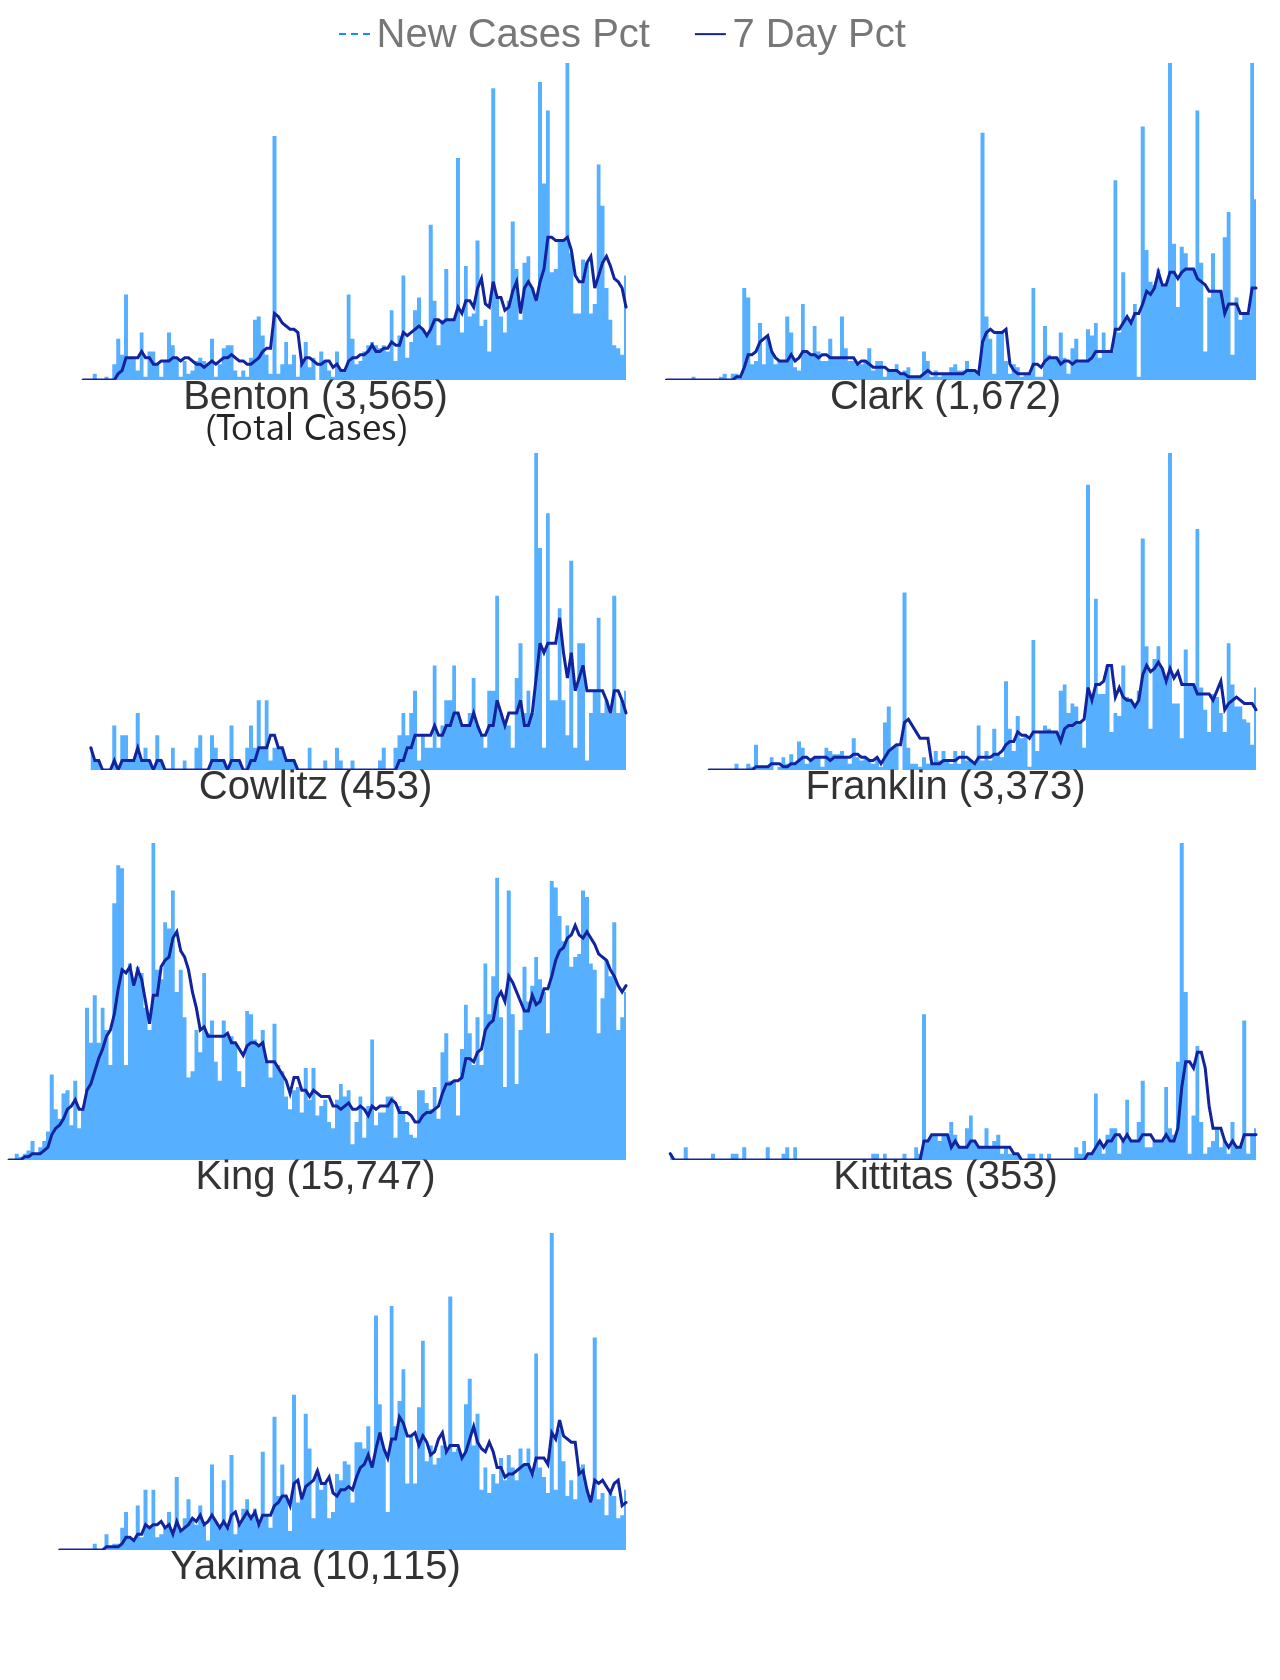 New Cases Pct 7 Day Pct
Benton (3,565) Clark (1,672)
(Total Cases)
Cowlitz (453) Franklin (3,373)
King (15,747) Kittitas (353)
Yakima (10,115)